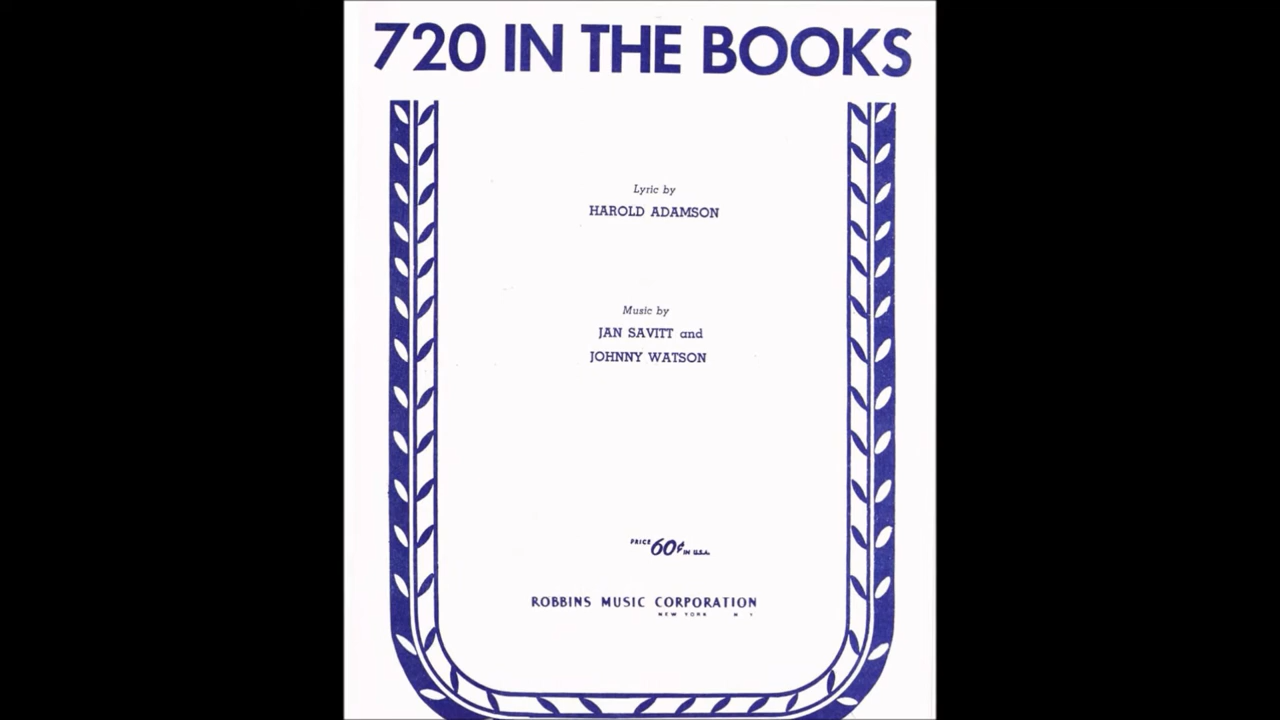 720 IN THE BOOKS
Lyric by
HAROLD ADAMSON
Music by
JAN SAVITT and
JOHNNY WATSON
PRICE 60¢ IN U.S.A.
ROBBINS MUSIC CORPORATION
NEW YORK N Y